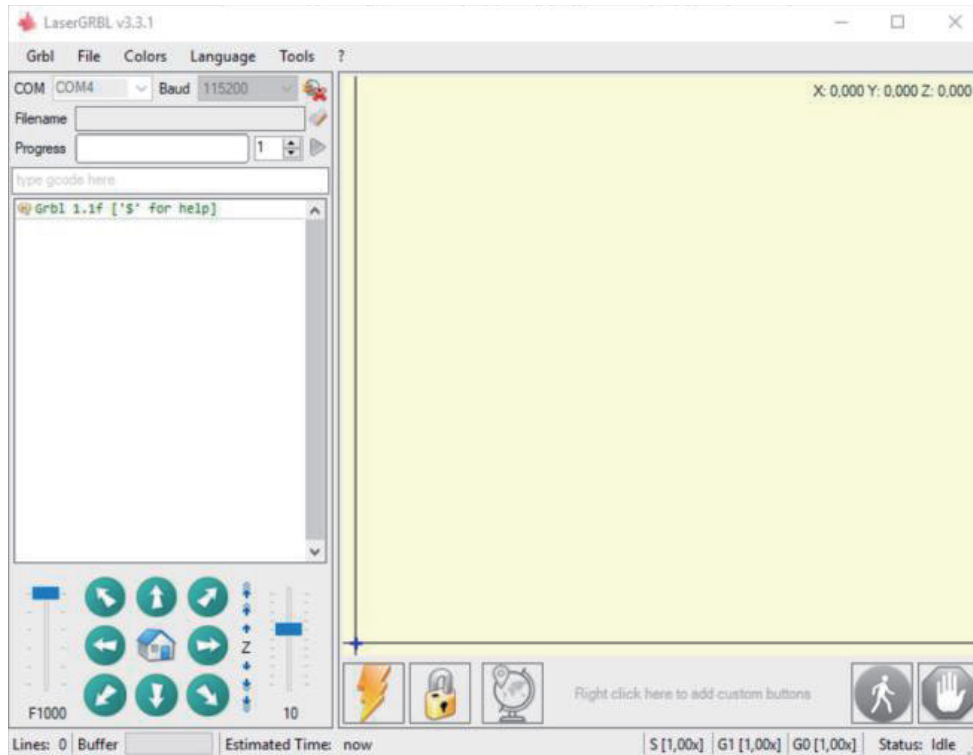 LaserGRBL v3.3.1
Grbl File Colors Language Tools ?
COM COM4 Baud 115200
X: 0,000 Y: 0,000 Z: 0,000
Filename
Progress 1
type gcode here
Grbl 1.1f ['$' for help]
Z
F1000 10
Right click here to add custom buttons
Lines: 0 Buffer Estimated Time: now S [1,00x] G1 [1,00x] G0 [1,00x] Status: Idle